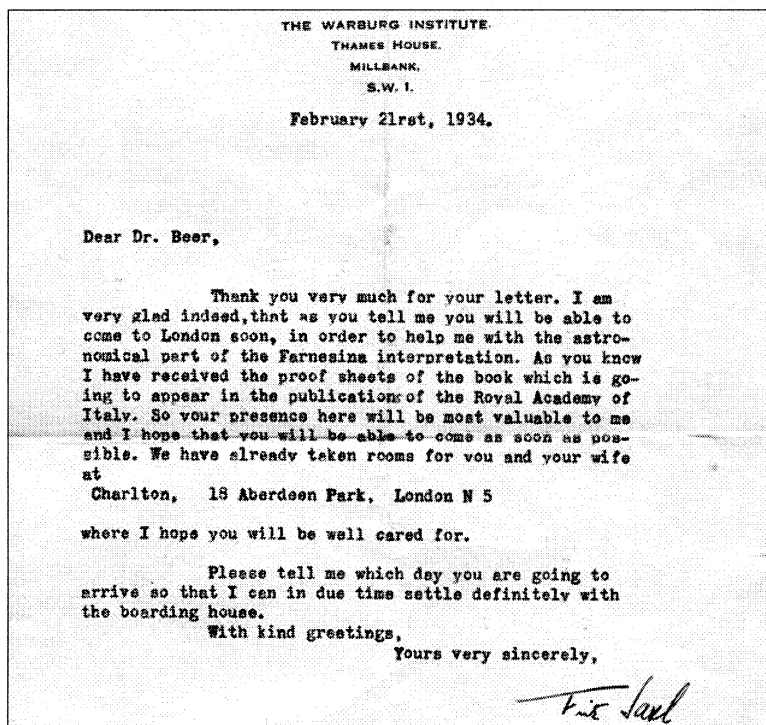 THE WARBURG INSTITUTE.
THAMES HOUSE,
MILLBANK,
S.W. 1.
February 21rst, 1934.
Dear Dr. Beer,
Thank you very much for your letter. I am
very glad indeed,that as you tell me you will be able to
come to London soon, in order to help me with the astro-
nomical part of the Farnesina interpretation. As you know
I have received the proof sheets of the book which is go-
ing to appear in the publication of the Royal Academy of
Italy. So your presence here will be most valuable to me
and I hope that you will be able to come as soon as pos-
sible. We have already taken rooms for you and your wife
at
Charlton, 18 Aberdeen Park, London N 5
where I hope you will be well cared for.
Please tell me which day you are going to
arrive so that I can in due time settle definitely with
the boarding house.
With kind greetings,
Yours very sincerely,
Fritz Saxl